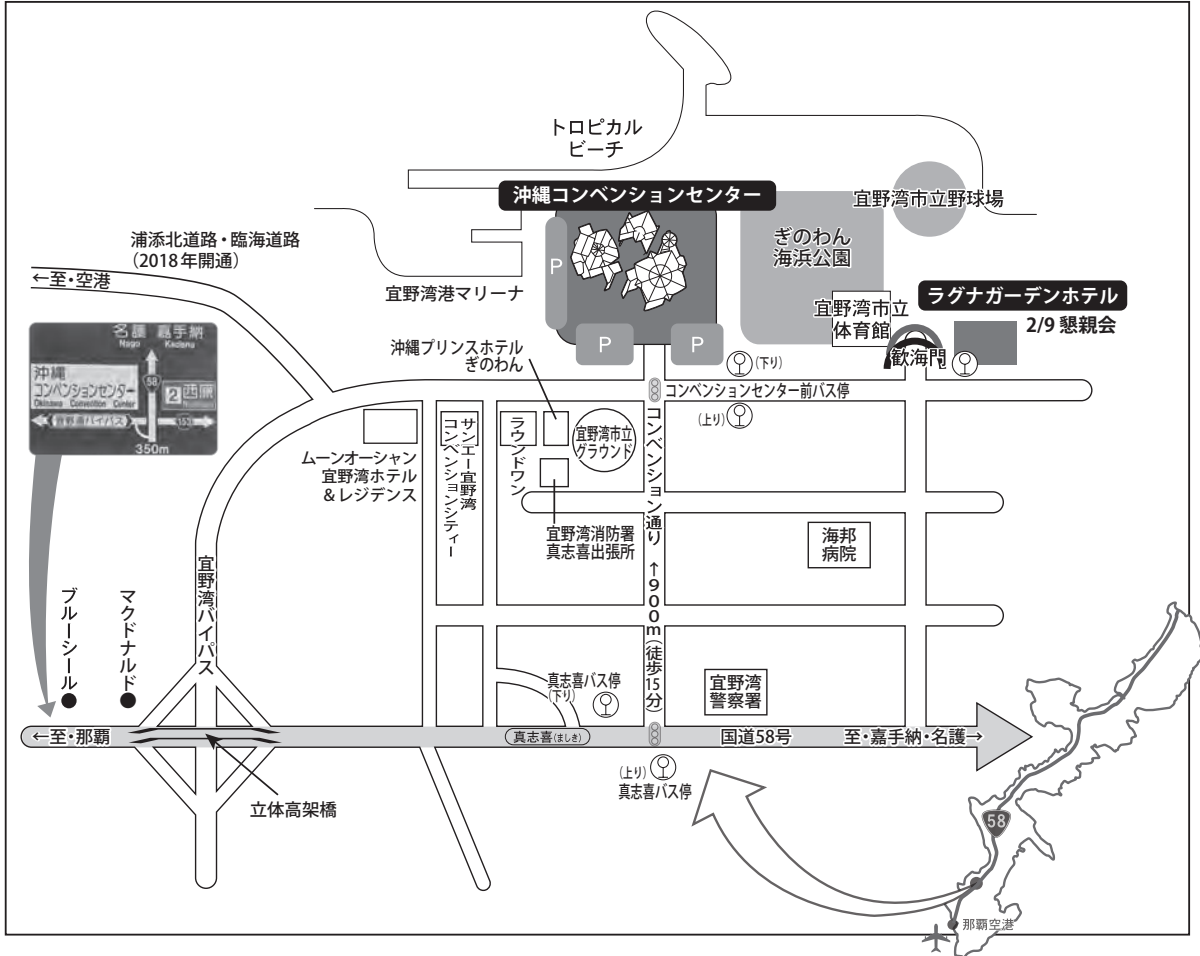 トロピカル
ビーチ
沖縄コンベンションセンター
宜野湾市立野球場
ぎのわん
海浜公園
浦添北道路・臨海道路
(2018年開通)
←至・空港
宜野湾港マリーナ
P
P
P
宜野湾市立
体育館
ラグナガーデンホテル
2/9 懇親会
歓海門
(下り)
コンベンションセンター前バス停
(上り)
名護 嘉手納
Nago Kadena
沖縄
コンベンションセンター
Okinawa Convention Center
58
2 西原
宜野湾バイパス
350m
沖縄プリンスホテル
ぎのわん
ムーンオーシャン
宜野湾ホテル
&レジデンス
サンエー宜野湾
コンベンションシティー
ラウンドワン
宜野湾市立
グラウンド
宜野湾消防署
真志喜出張所
コンベンション通り ↑900m(徒歩15分)
海邦
病院
宜野湾バイパス
ブルーシール
マクドナルド
真志喜バス停
(下り)
宜野湾
警察署
←至・那覇
真志喜(ましき)
国道58号
至・嘉手納・名護→
(上り)
真志喜バス停
立体高架橋
58
那覇空港